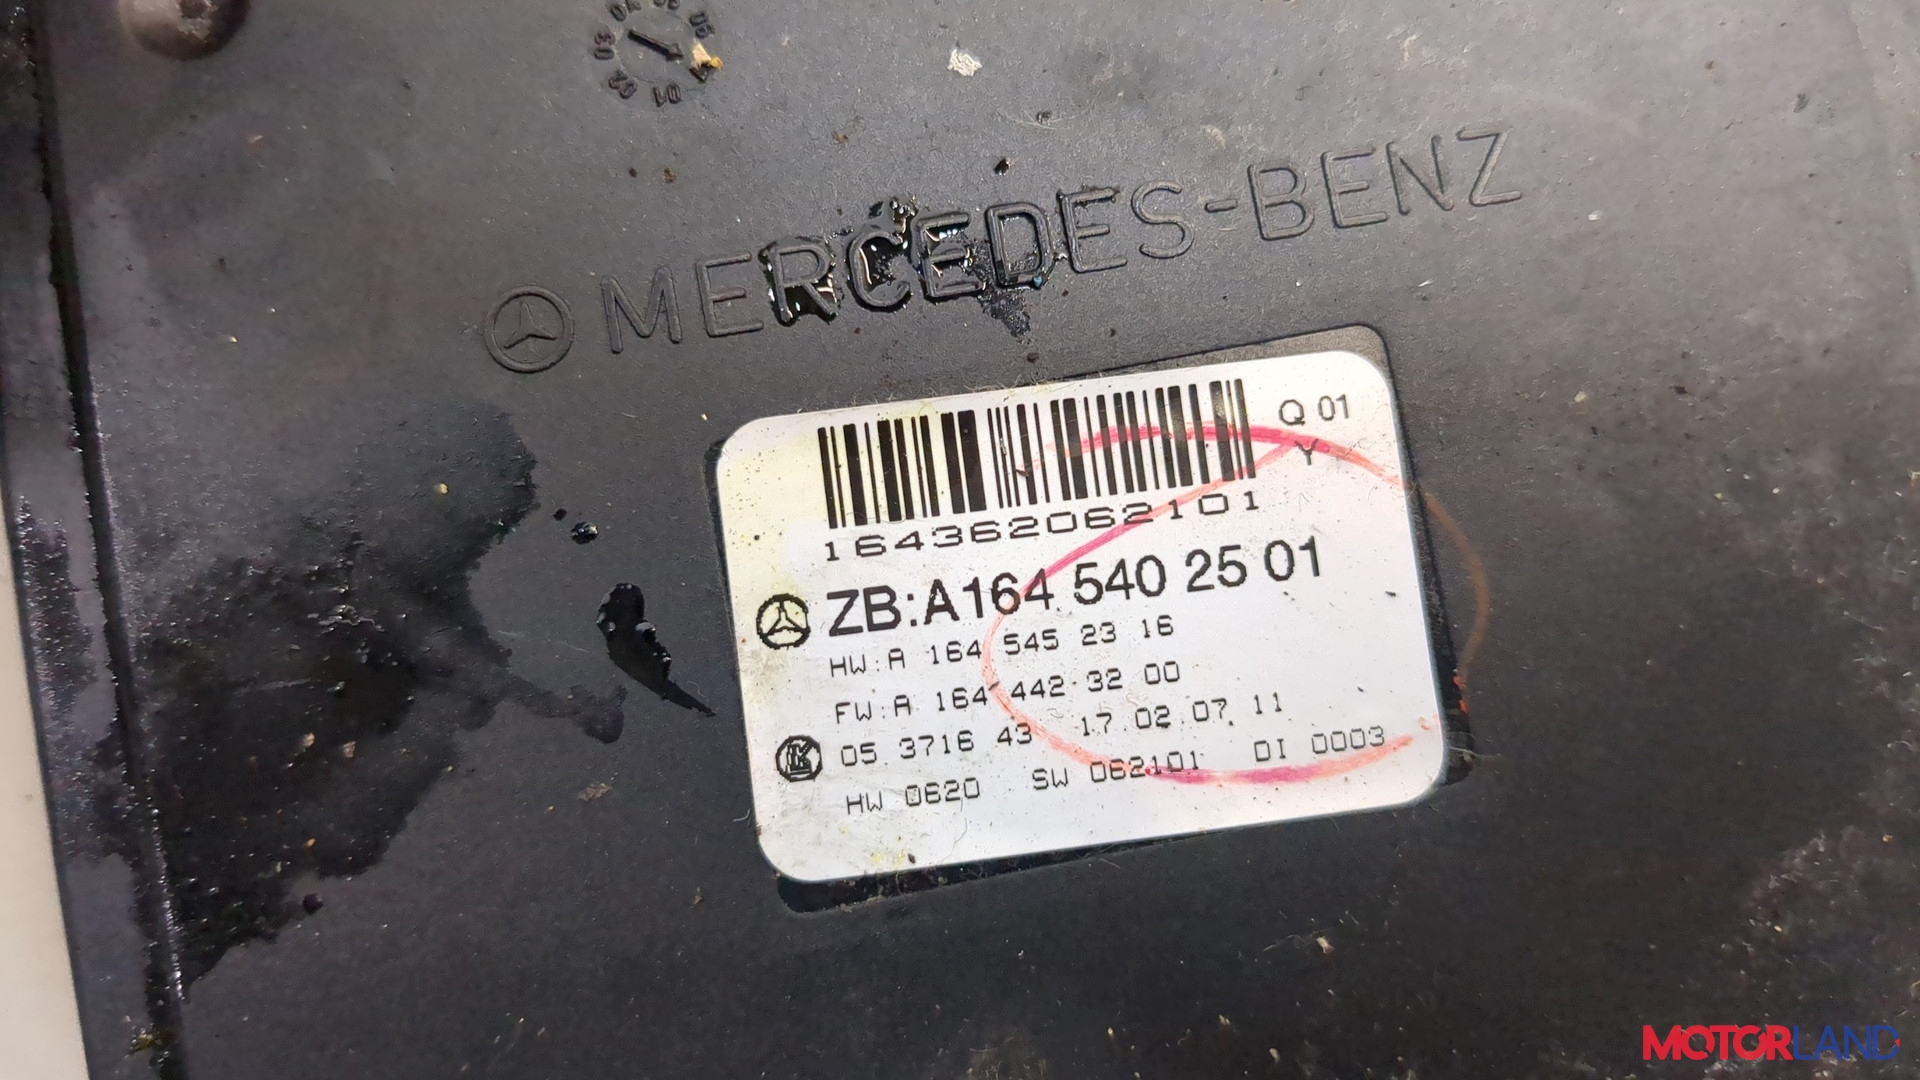 MERCEDES-BENZ
Q 01
Y
164362062101
ZB:A164 540 25 01
HW:A 164 545 23 16
FW:A 164 442 32 00
05 3716 43 17.02.07. 11
HW 0620 SW 062101 DI 0003
MOTORLAND